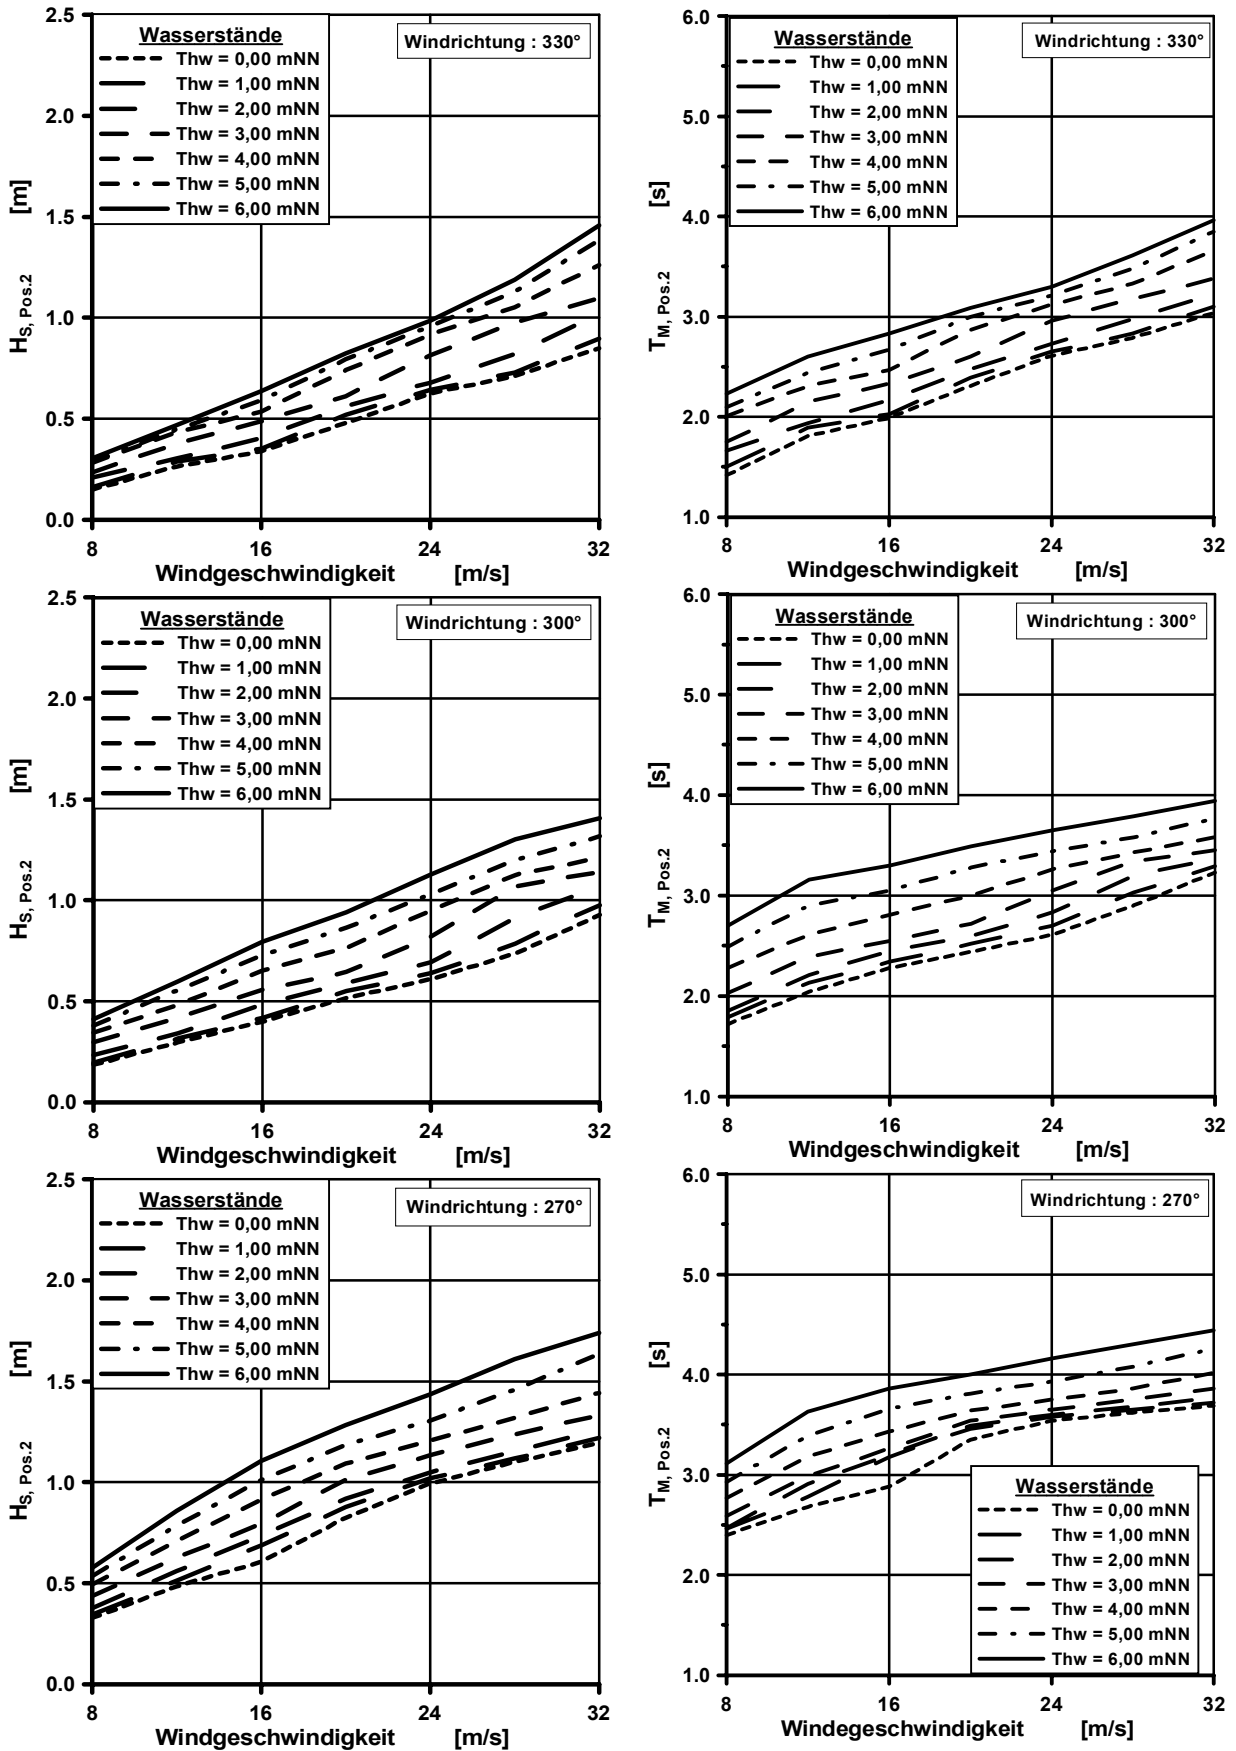 2.5
2.0
1.5
1.0
0.5
0.0
H_S, Pos.2 [m]
Wasserstände
Thw = 0,00 mNN
Thw = 1,00 mNN
Thw = 2,00 mNN
Thw = 3,00 mNN
Thw = 4,00 mNN
Thw = 5,00 mNN
Thw = 6,00 mNN
Windrichtung : 330°
8 16 24 32
Windgeschwindigkeit [m/s]
6.0
5.0
4.0
3.0
2.0
1.0
T_M, Pos.2 [s]
Wasserstände
Thw = 0,00 mNN
Thw = 1,00 mNN
Thw = 2,00 mNN
Thw = 3,00 mNN
Thw = 4,00 mNN
Thw = 5,00 mNN
Thw = 6,00 mNN
Windrichtung : 330°
8 16 24 32
Windgeschwindigkeit [m/s]
2.5
2.0
1.5
1.0
0.5
0.0
H_S, Pos.2 [m]
Wasserstände
Thw = 0,00 mNN
Thw = 1,00 mNN
Thw = 2,00 mNN
Thw = 3,00 mNN
Thw = 4,00 mNN
Thw = 5,00 mNN
Thw = 6,00 mNN
Windrichtung : 300°
8 16 24 32
Windgeschwindigkeit [m/s]
6.0
5.0
4.0
3.0
2.0
1.0
T_M, Pos.2 [s]
Wasserstände
Thw = 0,00 mNN
Thw = 1,00 mNN
Thw = 2,00 mNN
Thw = 3,00 mNN
Thw = 4,00 mNN
Thw = 5,00 mNN
Thw = 6,00 mNN
Windrichtung : 300°
8 16 24 32
Windgeschwindigkeit [m/s]
2.5
2.0
1.5
1.0
0.5
0.0
H_S, Pos.2 [m]
Wasserstände
Thw = 0,00 mNN
Thw = 1,00 mNN
Thw = 2,00 mNN
Thw = 3,00 mNN
Thw = 4,00 mNN
Thw = 5,00 mNN
Thw = 6,00 mNN
Windrichtung : 270°
8 16 24 32
Windgeschwindigkeit [m/s]
6.0
5.0
4.0
3.0
2.0
1.0
T_M, Pos.2 [s]
Windrichtung : 270°
Wasserstände
Thw = 0,00 mNN
Thw = 1,00 mNN
Thw = 2,00 mNN
Thw = 3,00 mNN
Thw = 4,00 mNN
Thw = 5,00 mNN
Thw = 6,00 mNN
8 16 24 32
Windegeschwindigkeit [m/s]